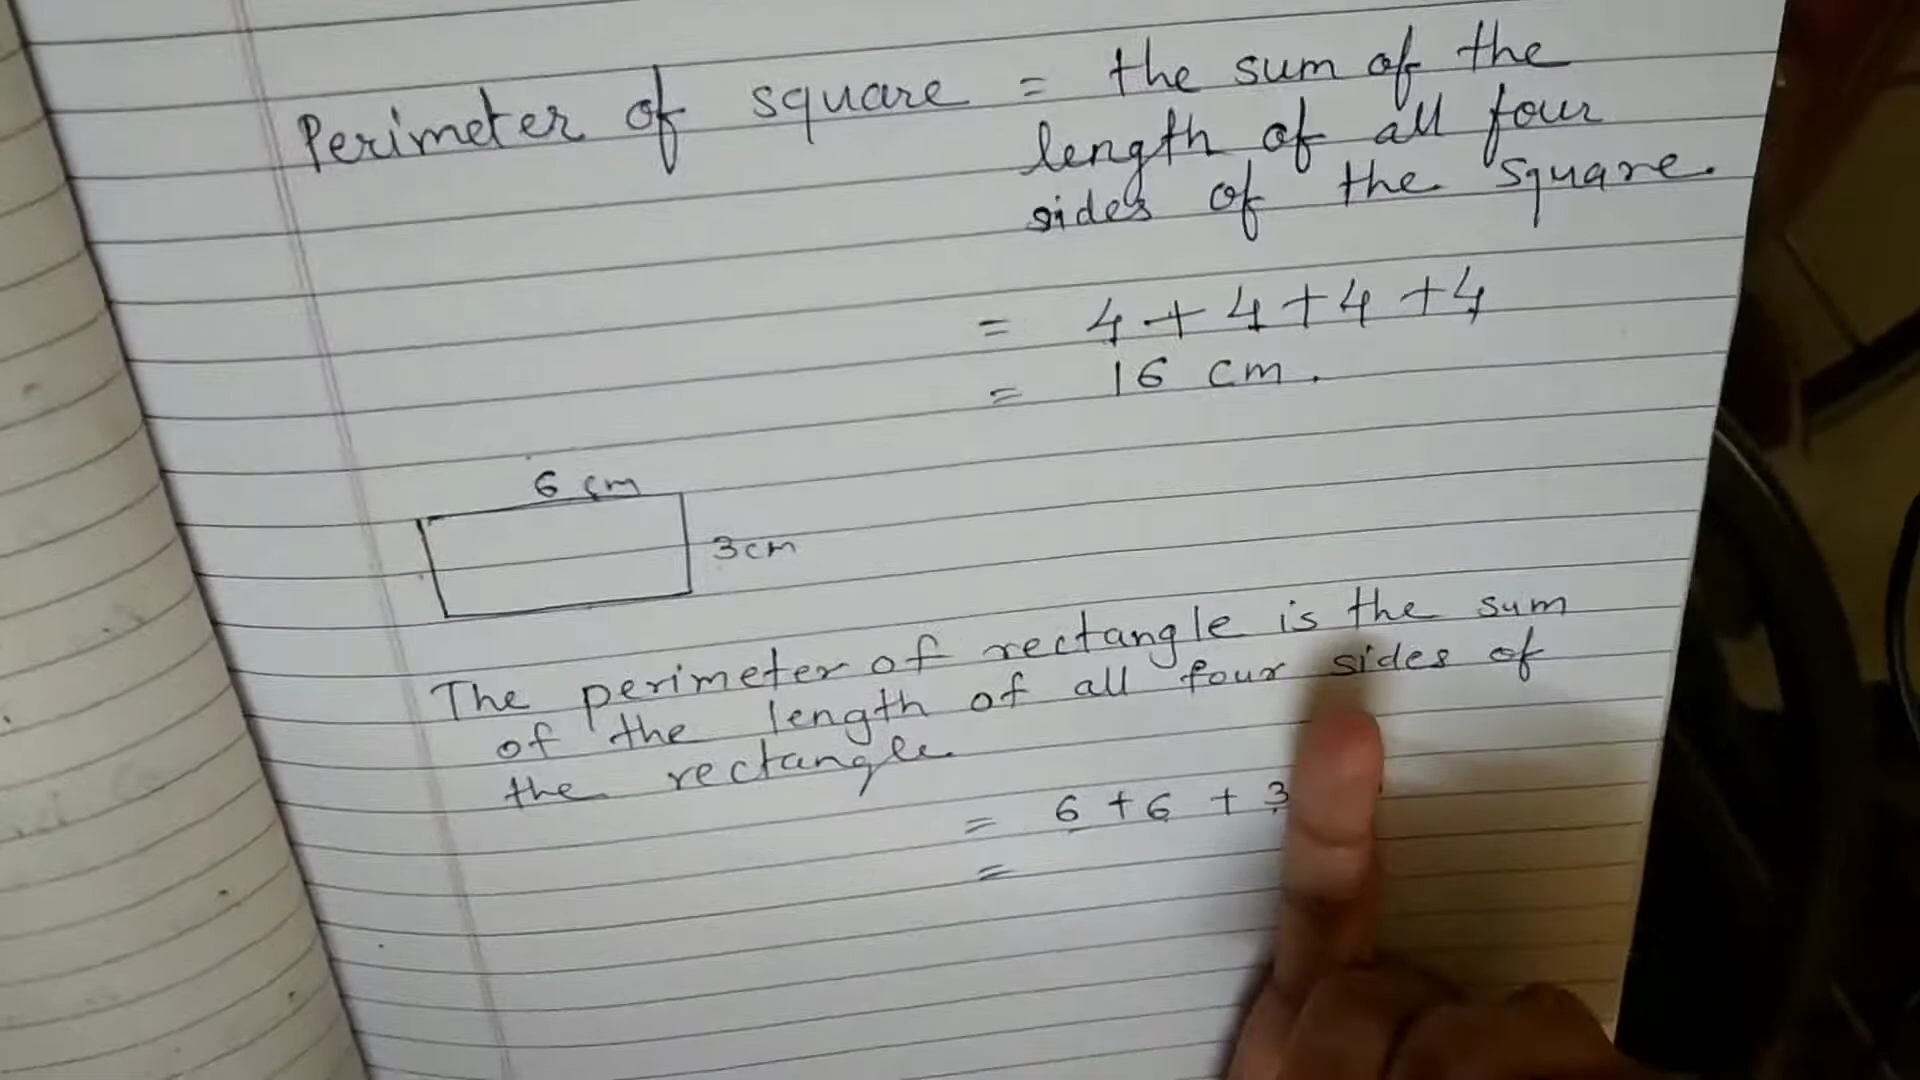 Perimeter of square = the sum of the
length of all four
sides of the square.
= 4 + 4 + 4 + 4
= 16 cm.
6 cm
3cm
The perimeter of rectangle is the sum
of the length of all four sides of
the rectangle.
= 6 + 6 + 3
=